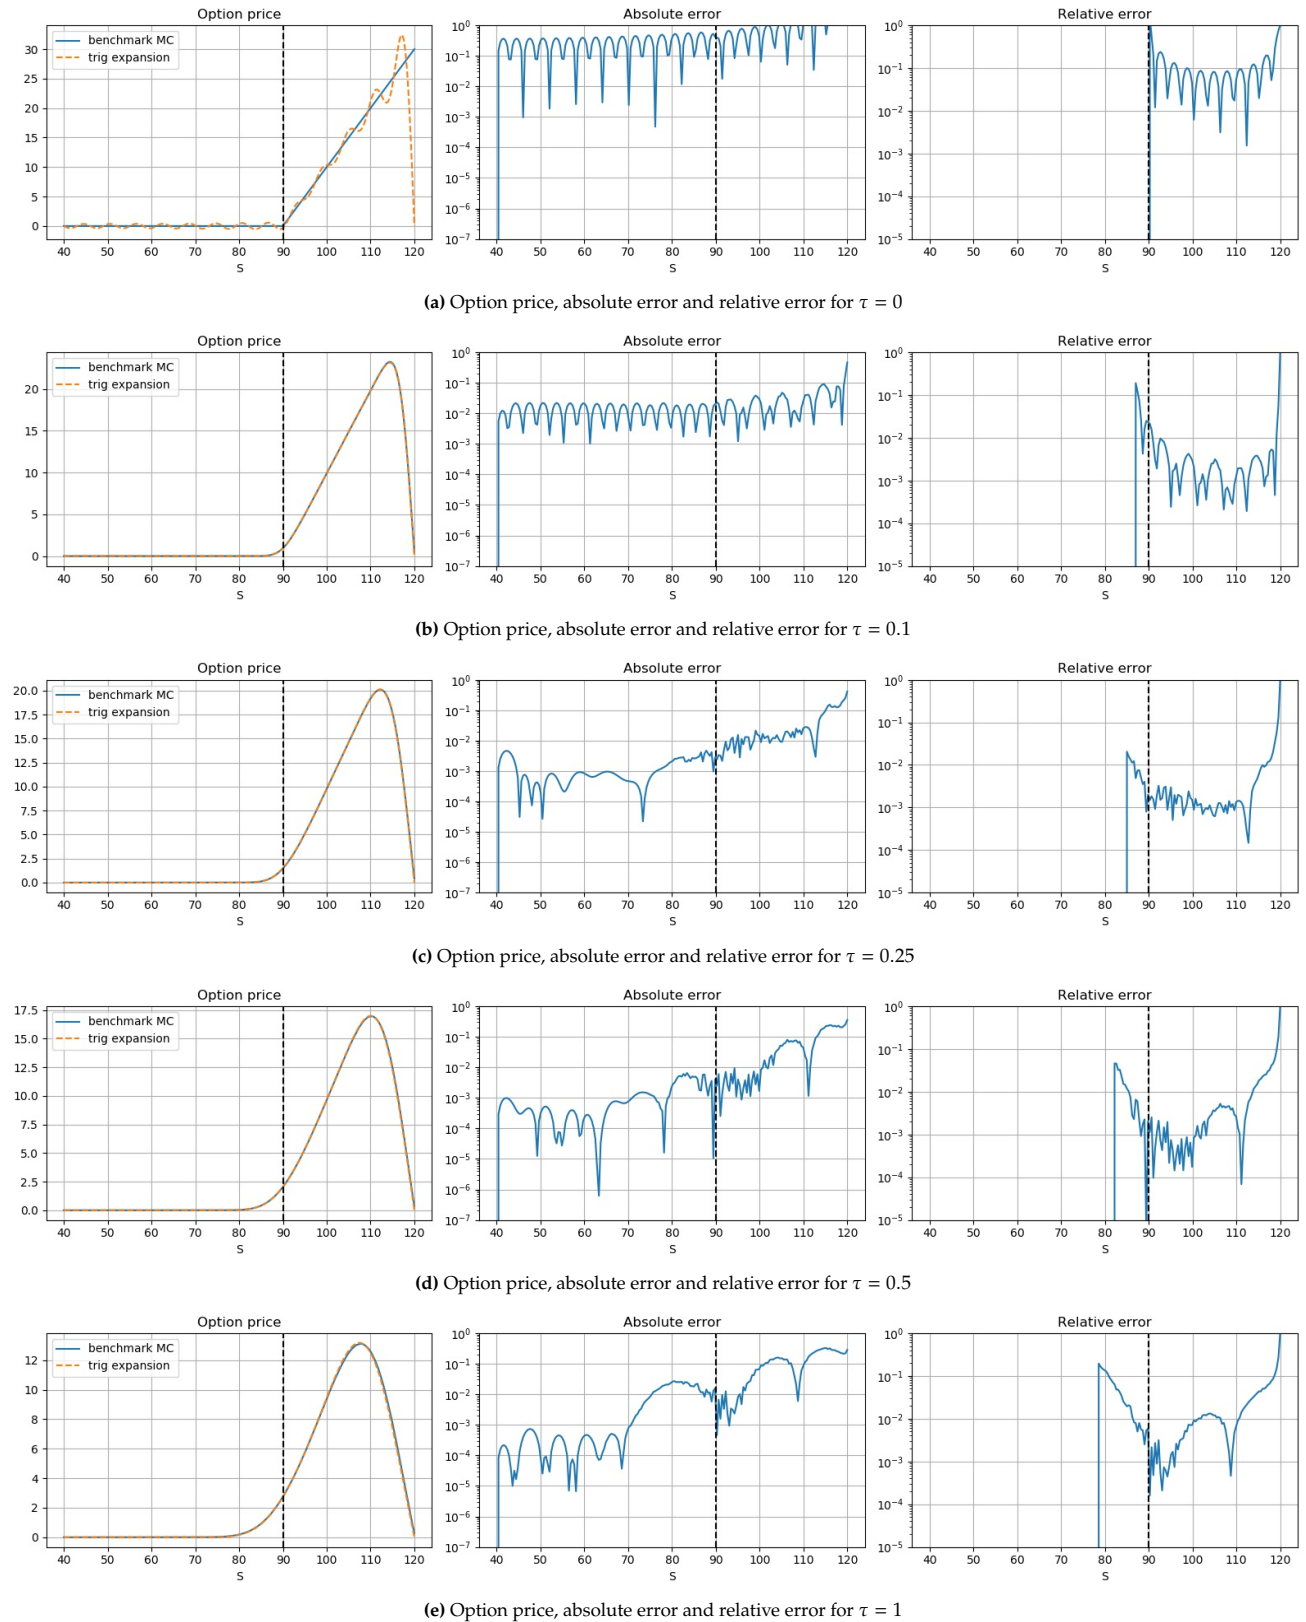 Option price
Absolute error
Relative error
benchmark MC
trig expansion
30
25
20
15
10
5
0
40 50 60 70 80 90 100 110 120
S
10⁰
10⁻¹
10⁻²
10⁻³
10⁻⁴
10⁻⁵
10⁻⁶
10⁻⁷
40 50 60 70 80 90 100 110 120
S
10⁰
10⁻¹
10⁻²
10⁻³
10⁻⁴
10⁻⁵
40 50 60 70 80 90 100 110 120
S
(a) Option price, absolute error and relative error for τ = 0
Option price
Absolute error
Relative error
benchmark MC
trig expansion
20
15
10
5
0
40 50 60 70 80 90 100 110 120
S
10⁰
10⁻¹
10⁻²
10⁻³
10⁻⁴
10⁻⁵
10⁻⁶
10⁻⁷
40 50 60 70 80 90 100 110 120
S
10⁰
10⁻¹
10⁻²
10⁻³
10⁻⁴
10⁻⁵
40 50 60 70 80 90 100 110 120
S
(b) Option price, absolute error and relative error for τ = 0.1
Option price
Absolute error
Relative error
benchmark MC
trig expansion
20.0
17.5
15.0
12.5
10.0
7.5
5.0
2.5
0.0
40 50 60 70 80 90 100 110 120
S
10⁰
10⁻¹
10⁻²
10⁻³
10⁻⁴
10⁻⁵
10⁻⁶
10⁻⁷
40 50 60 70 80 90 100 110 120
S
10⁰
10⁻¹
10⁻²
10⁻³
10⁻⁴
10⁻⁵
40 50 60 70 80 90 100 110 120
S
(c) Option price, absolute error and relative error for τ = 0.25
Option price
Absolute error
Relative error
benchmark MC
trig expansion
17.5
15.0
12.5
10.0
7.5
5.0
2.5
0.0
40 50 60 70 80 90 100 110 120
S
10⁰
10⁻¹
10⁻²
10⁻³
10⁻⁴
10⁻⁵
10⁻⁶
10⁻⁷
40 50 60 70 80 90 100 110 120
S
10⁰
10⁻¹
10⁻²
10⁻³
10⁻⁴
10⁻⁵
40 50 60 70 80 90 100 110 120
S
(d) Option price, absolute error and relative error for τ = 0.5
Option price
Absolute error
Relative error
benchmark MC
trig expansion
12
10
8
6
4
2
0
40 50 60 70 80 90 100 110 120
S
10⁰
10⁻¹
10⁻²
10⁻³
10⁻⁴
10⁻⁵
10⁻⁶
10⁻⁷
40 50 60 70 80 90 100 110 120
S
10⁰
10⁻¹
10⁻²
10⁻³
10⁻⁴
10⁻⁵
40 50 60 70 80 90 100 110 120
S
(e) Option price, absolute error and relative error for τ = 1